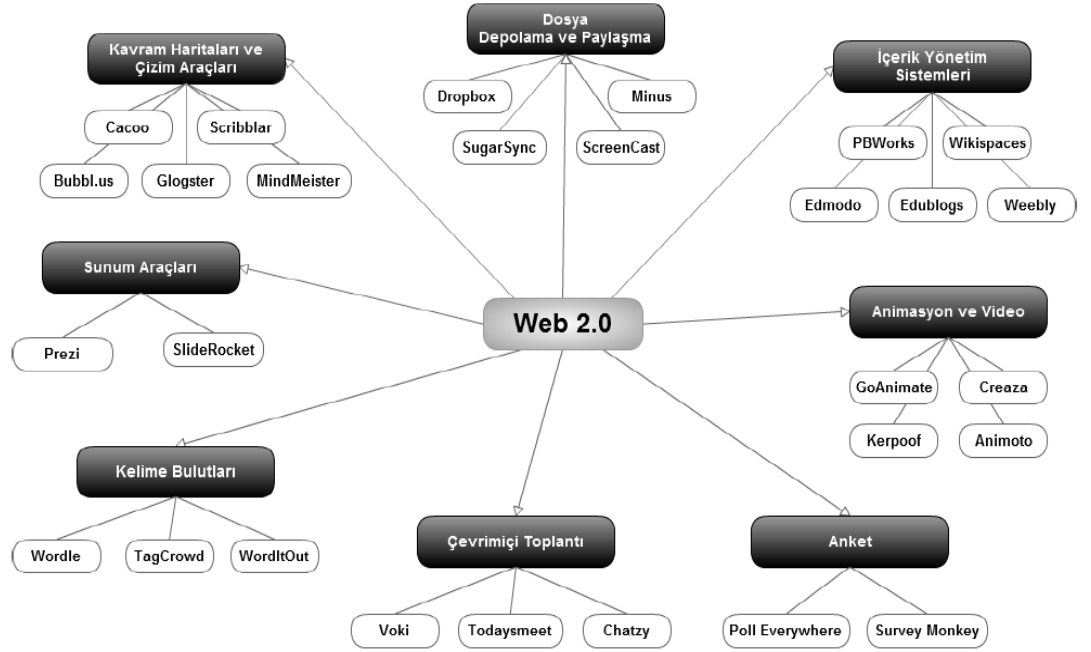 Kavram Haritaları ve
Çizim Araçları
Cacoo
Scribblar
Bubbl.us
Glogster
MindMeister
Dosya
Depolama ve Paylaşma
Dropbox
Minus
SugarSync
ScreenCast
İçerik Yönetim
Sistemleri
PBWorks
Wikispaces
Edmodo
Edublogs
Weebly
Sunum Araçları
Prezi
SlideRocket
Web 2.0
Animasyon ve Video
GoAnimate
Creaza
Kerpoof
Animoto
Kelime Bulutları
Wordle
TagCrowd
WordItOut
Çevrimiçi Toplantı
Voki
Todaysmeet
Chatzy
Anket
Poll Everywhere
Survey Monkey